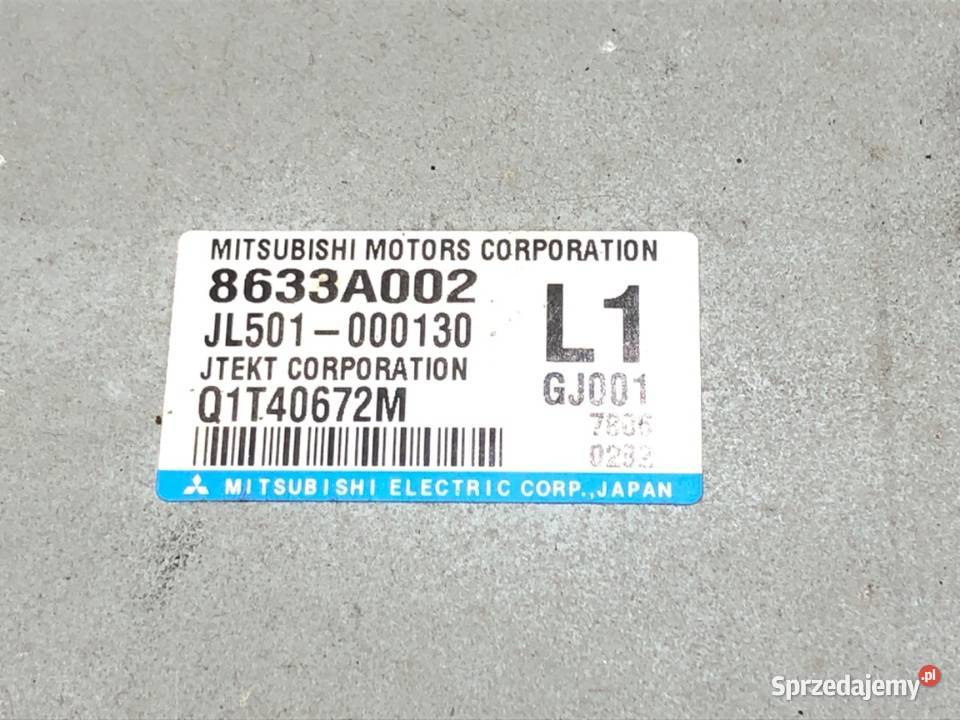 MITSUBISHI MOTORS CORPORATION
8633A002
JL501-000130
JTEKT CORPORATION
Q1T40672M
L1
GJ001
MITSUBISHI ELECTRIC CORP., JAPAN
Sprzedajemy.pl